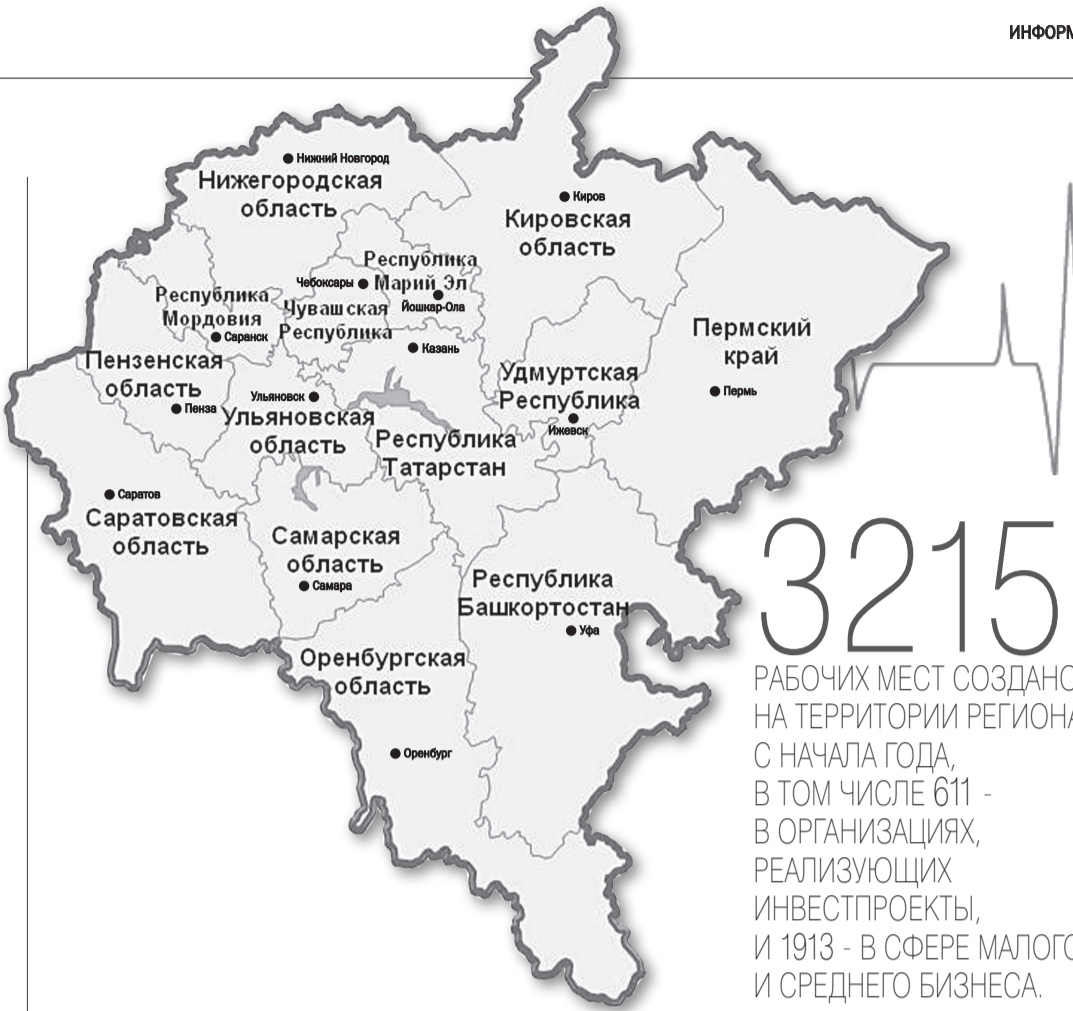 ИНФОРМ
Нижний Новгород
Нижегородская
область
Киров
Кировская
область
Республика
Марий Эл
Йошкар-Ола
Чебоксары
Чувашская
Республика
Республика
Мордовия
Саранск
Казань
Пермский
край
Пермь
Пензенская
область
Пенза
Ульяновск
Ульяновская
область
Удмуртская
Республика
Ижевск
Республика
Татарстан
Саратов
Саратовская
область
Самарская
область
Самара
Республика
Башкортостан
Уфа
Оренбургская
область
Оренбург
3215
РАБОЧИХ МЕСТ СОЗДАНО
НА ТЕРРИТОРИИ РЕГИОНА
С НАЧАЛА ГОДА,
В ТОМ ЧИСЛЕ 611 -
В ОРГАНИЗАЦИЯХ,
РЕАЛИЗУЮЩИХ
ИНВЕСТПРОЕКТЫ,
И 1913 - В СФЕРЕ МАЛОГО
И СРЕДНЕГО БИЗНЕСА.